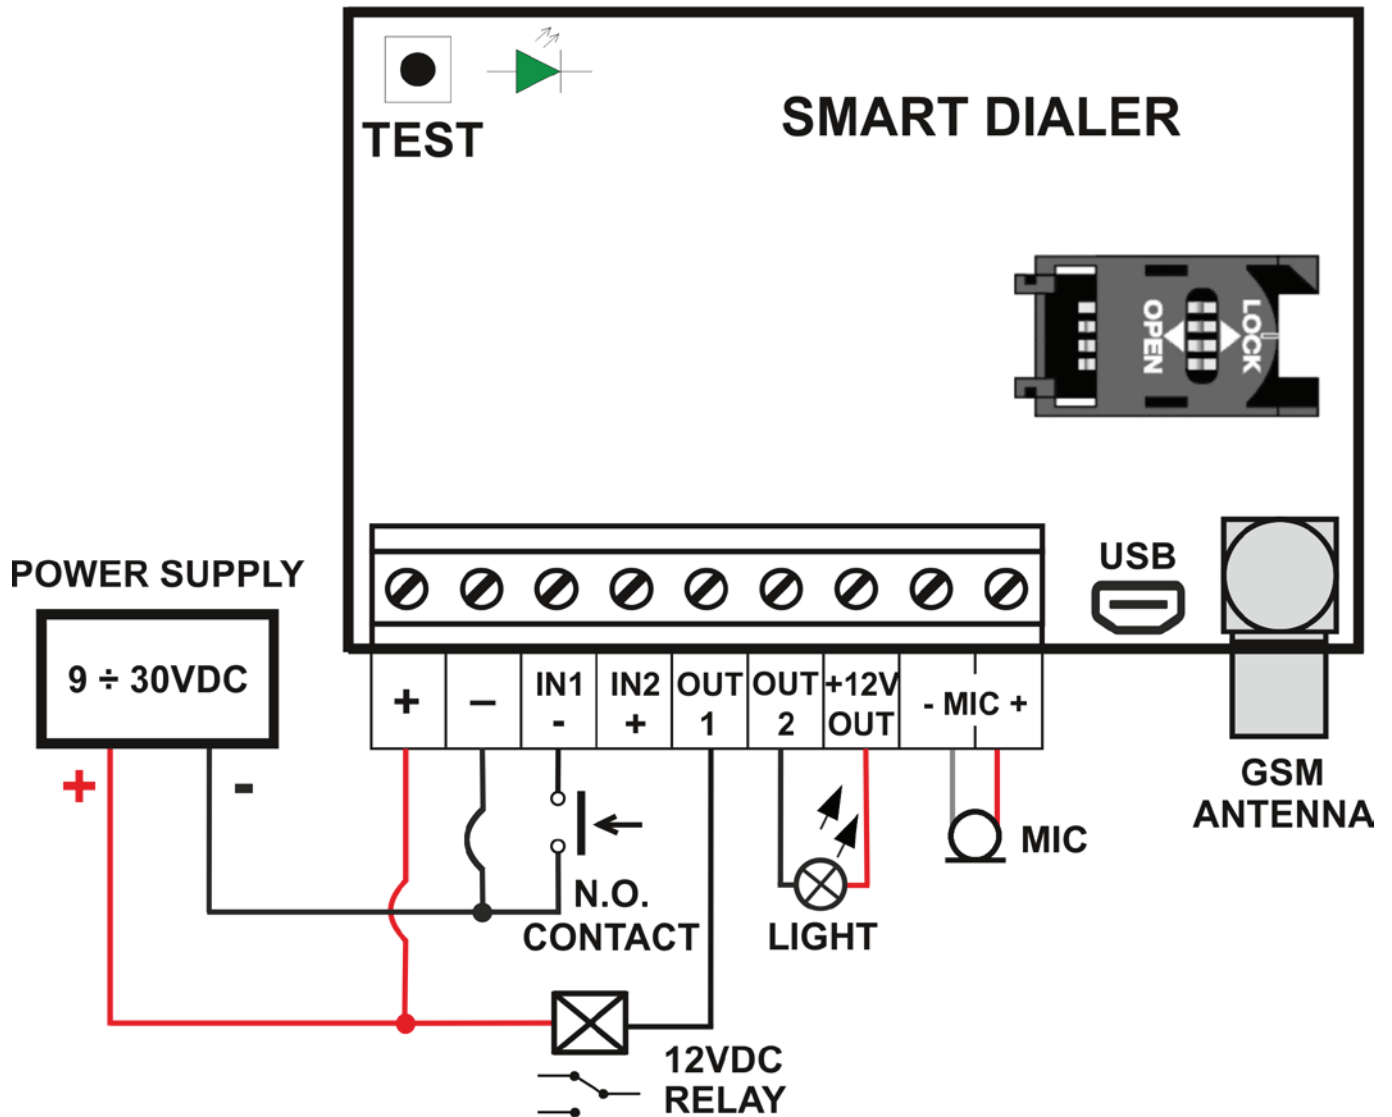 TEST
SMART DIALER
OPEN
LOCK
POWER SUPPLY
9 ÷ 30VDC
+
-
USB
+
–
IN1
-
IN2
+
OUT
1
OUT
2
+12V
OUT
- MIC +
GSM
ANTENNA
MIC
N.O.
CONTACT
LIGHT
12VDC
RELAY